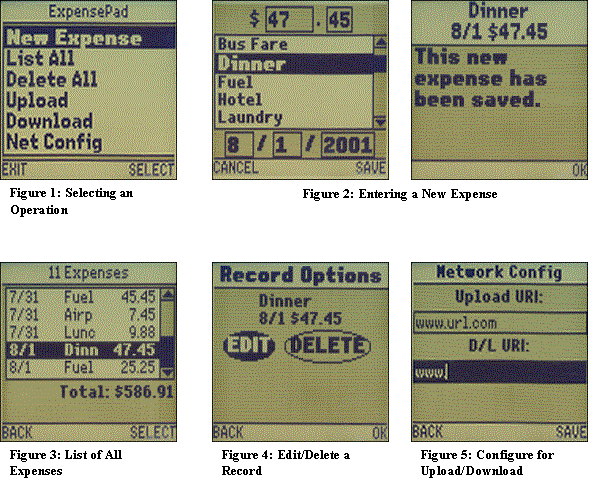 ExpensePad
New Expense
List All
Delete All
Upload
Download
Net Config
EXIT SELECT
Figure 1: Selecting an
Operation
$ 47 . 45
Bus Fare
Dinner
Fuel
Hotel
Laundry
8 / 1 / 2001
CANCEL SAVE
Dinner
8/1 $47.45
This new
expense has
been saved.
OK
Figure 2: Entering a New Expense
11 Expenses
7/31 Fuel 45.45
7/31 Airp 7.45
7/31 Lunc 9.88
8/1 Dinn 47.45
8/1 Fuel 25.25
Total: $586.91
BACK SELECT
Figure 3: List of All
Expenses
Record Options
Dinner
8/1 $47.45
EDIT DELETE
BACK OK
Figure 4: Edit/Delete a
Record
Network Config
Upload URI:
www.url.com
D/L URI:
www.
BACK SAVE
Figure 5: Configure for
Upload/Download